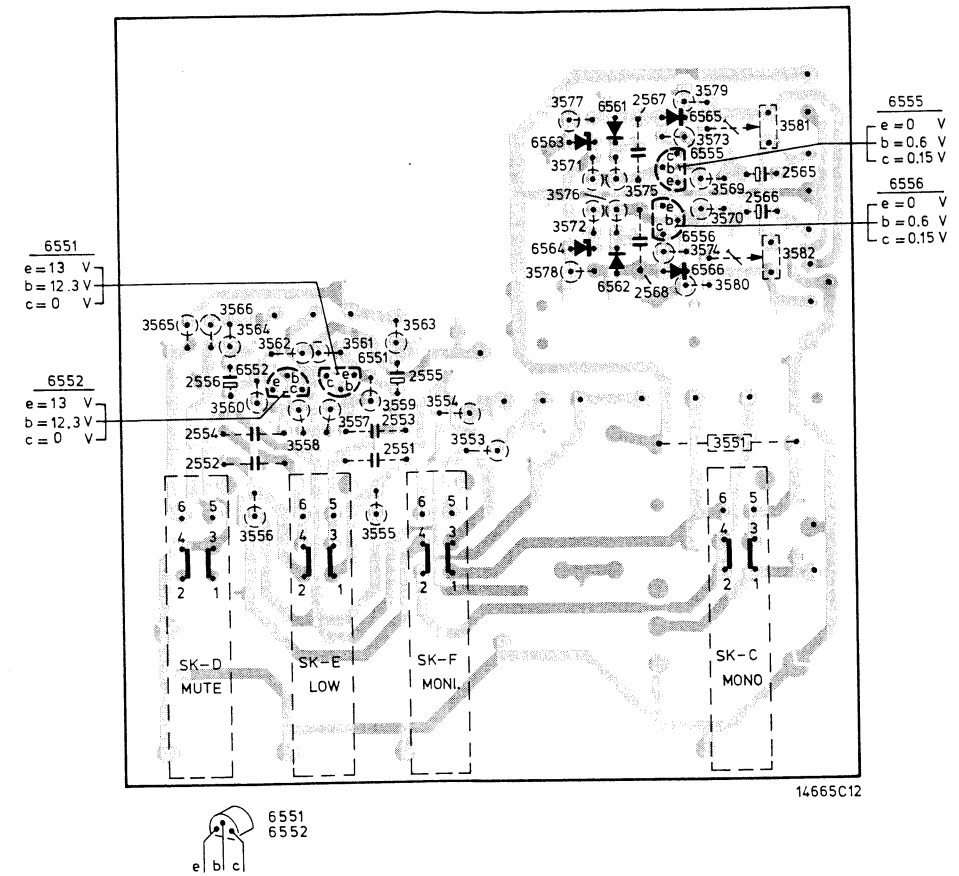 3579
3577 6561 2567
6565
3581
6563 3573
3571 6555
3569 2565
3576 3575
2566
3570
3572
6564 6556
3574
3582
3578 6566
6562 2568 3580
c
b
e
e
b
c
6555
e = 0 V
b = 0.6 V
c = 0.15 V
6556
e = 0 V
b = 0.6 V
c = 0.15 V
6551
e = 13 V
b = 12.3 V
c = 0 V
6552
e = 13 V
b = 12.3 V
c = 0 V
3565 3566 3563
3564
3562 3561
6551
6552
2556 2555
e b c
c e b
3560 3559 3554
3557 2553
2554 3558
3553
2552 2551
3551
3556 3555
6 5
4 3
2 1
SK-D
MUTE
6 5
4 3
2 1
SK-E
LOW
6 5
4 3
2 1
SK-F
MONI.
6 5
4 3
2 1
SK-C
MONO
14665C12
6551
6552
e b c